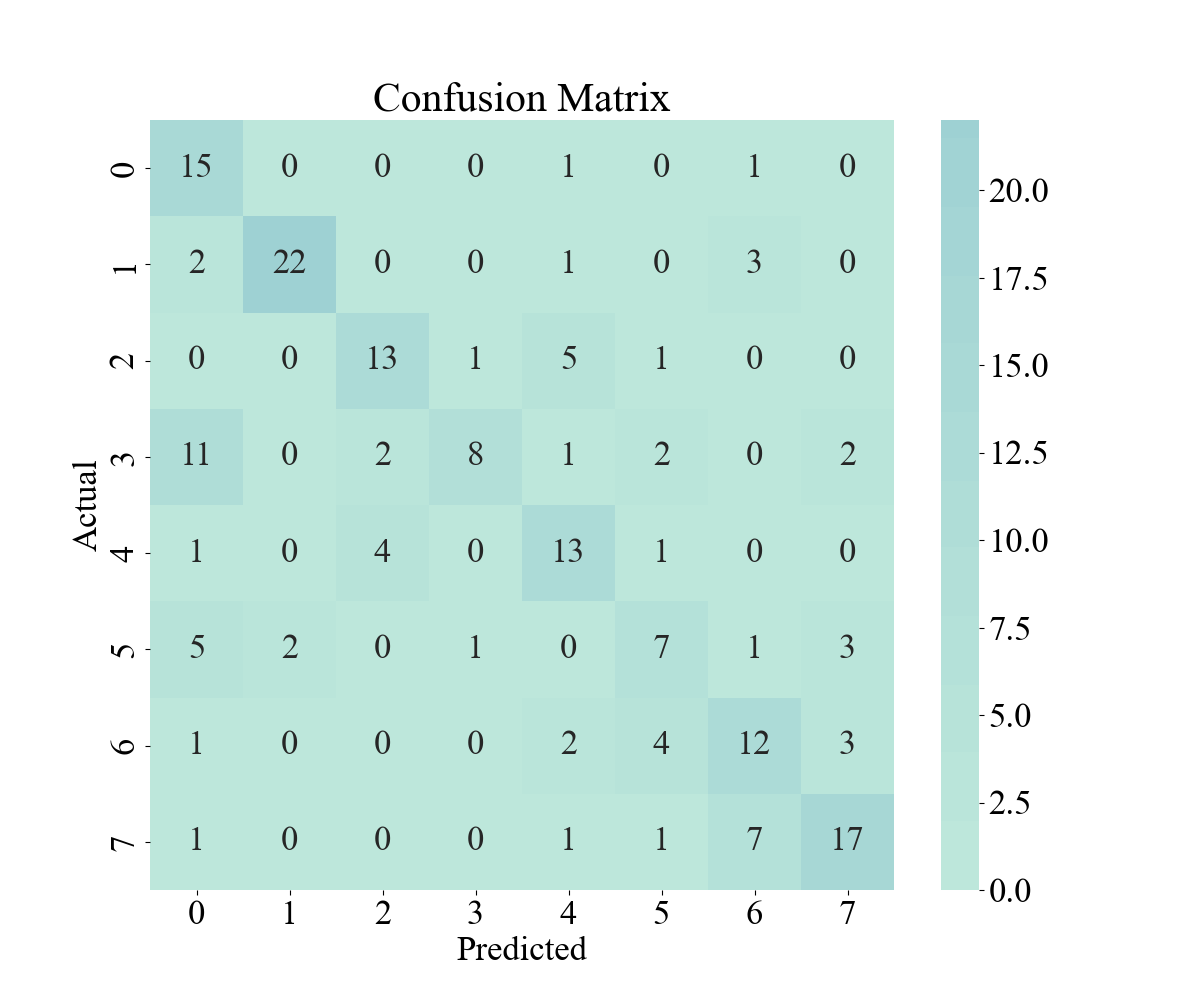 Confusion Matrix
0 15 0 0 0 1 0 1 0
1 2 22 0 0 1 0 3 0
2 0 0 13 1 5 1 0 0
3 11 0 2 8 1 2 0 2
4 1 0 4 0 13 1 0 0
5 5 2 0 1 0 7 1 3
6 1 0 0 0 2 4 12 3
7 1 0 0 0 1 1 7 17
0 1 2 3 4 5 6 7
Actual
Predicted
20.0
17.5
15.0
12.5
10.0
7.5
5.0
2.5
0.0